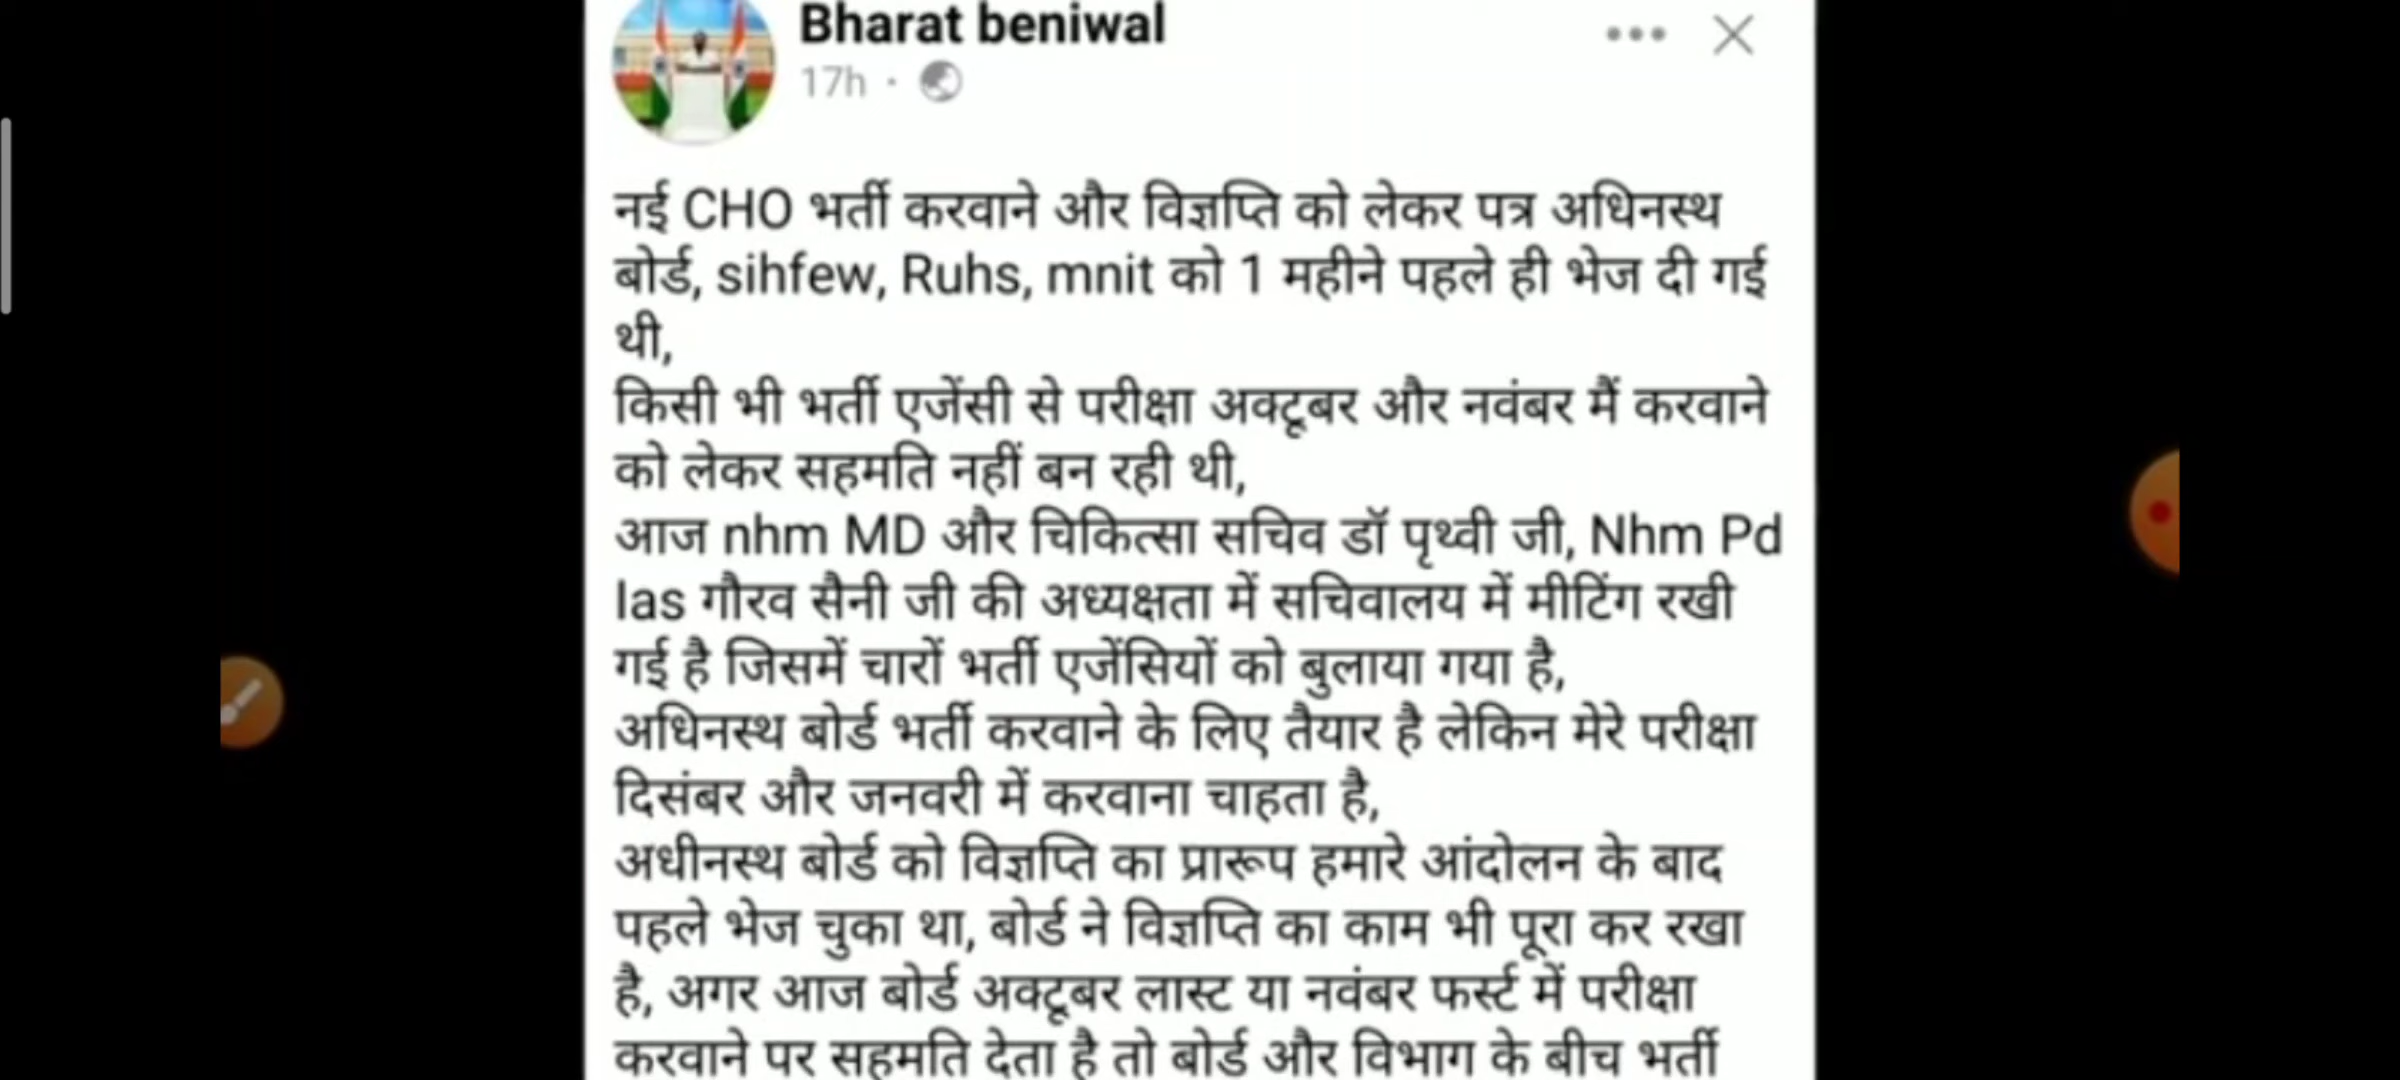 Bharat beniwal
17h ·
नई CHO भर्ती करवाने और विज्ञप्ति को लेकर पत्र अधिनस्थ
बोर्ड, sihfew, Ruhs, mnit को 1 महीने पहले ही भेज दी गई
थी,
किसी भी भर्ती एजेंसी से परीक्षा अक्टूबर और नवंबर मैं करवाने
को लेकर सहमति नहीं बन रही थी,
आज nhm MD और चिकित्सा सचिव डॉ पृथ्वी जी, Nhm Pd
Ias गौरव सैनी जी की अध्यक्षता में सचिवालय में मीटिंग रखी
गई है जिसमें चारों भर्ती एजेंसियों को बुलाया गया है,
अधिनस्थ बोर्ड भर्ती करवाने के लिए तैयार है लेकिन मेरे परीक्षा
दिसंबर और जनवरी में करवाना चाहता है,
अधीनस्थ बोर्ड को विज्ञप्ति का प्रारूप हमारे आंदोलन के बाद
पहले भेज चुका था, बोर्ड ने विज्ञप्ति का काम भी पूरा कर रखा
है, अगर आज बोर्ड अक्टूबर लास्ट या नवंबर फर्स्ट में परीक्षा
करवाने पर सहमति देता है तो बोर्ड और विभाग के बीच भर्ती